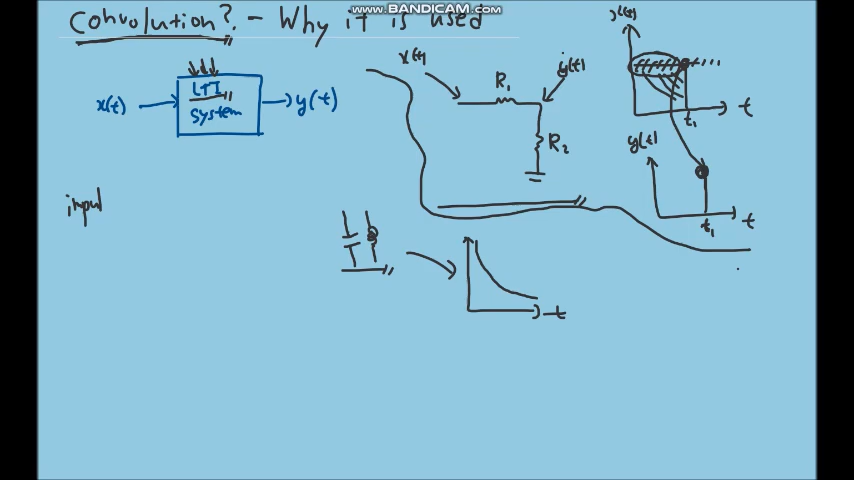 www.BANDICAM.com
Convolution? - Why it is used
x(t)
LTI
System
y(t)
x(t)
R₁
y(t)
R₂
x(t)
t₁
t
y(t)
t₁
t
input
t